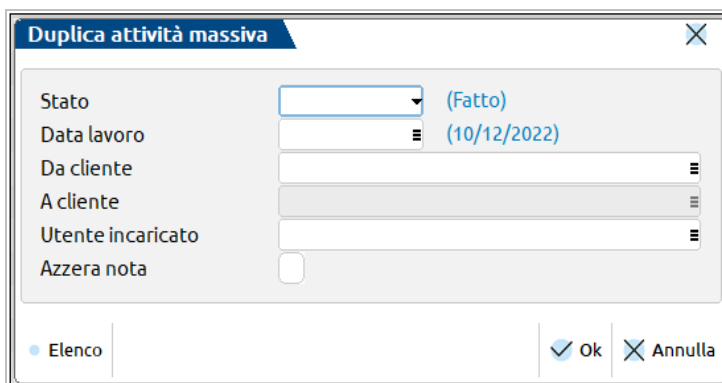 Duplica attività massiva
Stato (Fatto)
Data lavoro (10/12/2022)
Da cliente
A cliente
Utente incaricato
Azzera nota
Elenco Ok Annulla